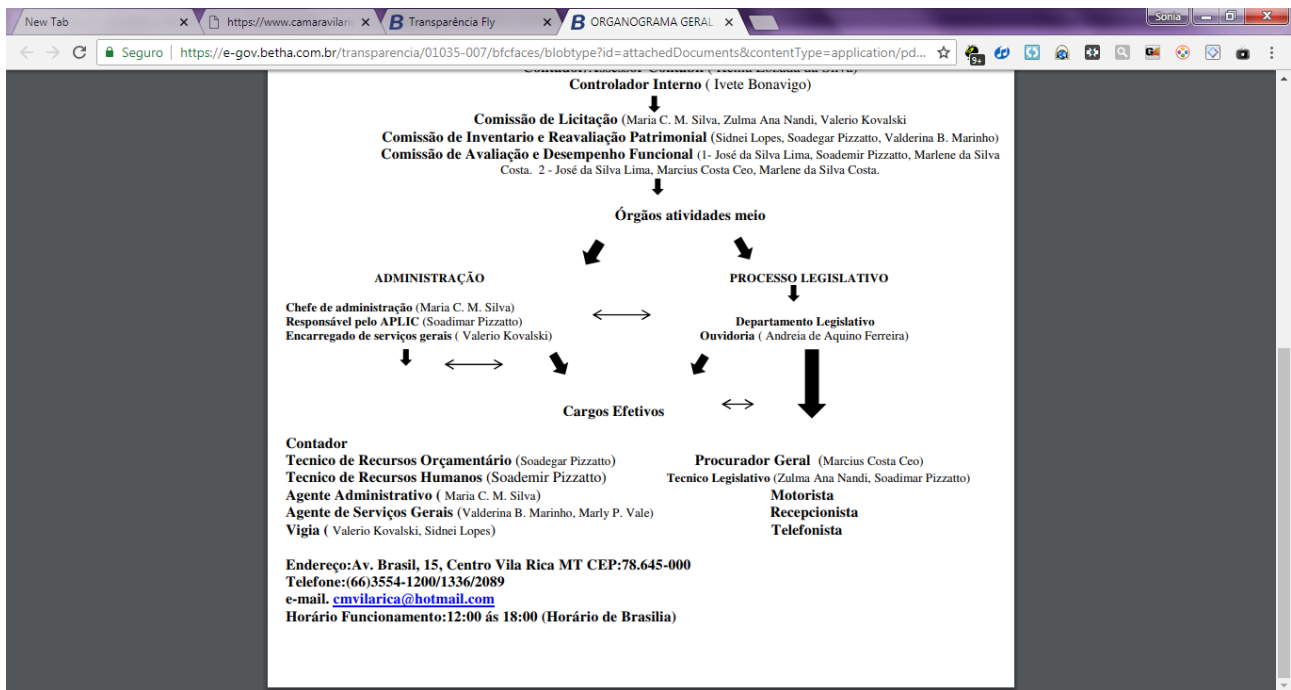 New Tab
https://www.camaravilaric
Transparência Fly
ORGANOGRAMA GERAL
Sonia
Seguro
https://e-gov.betha.com.br/transparencia/01035-007/bfcfaces/blobtype?id=attachedDocuments&contentType=application/pd...
9+
Controlador Interno ( Ivete Bonavigo)
Comissão de Licitação (Maria C. M. Silva, Zulma Ana Nandi, Valerio Kovalski
Comissão de Inventario e Reavaliação Patrimonial (Sidnei Lopes, Soadegar Pizzatto, Valderina B. Marinho)
Comissão de Avaliação e Desempenho Funcional (1- José da Silva Lima, Soademir Pizzatto, Marlene da Silva
Costa. 2 - José da Silva Lima, Marcius Costa Ceo, Marlene da Silva Costa.
Órgãos atividades meio
ADMINISTRAÇÃO
Chefe de administração (Maria C. M. Silva)
Responsável pelo APLIC (Soadimar Pizzatto)
Encarregado de serviços gerais ( Valerio Kovalski)
PROCESSO LEGISLATIVO
Departamento Legislativo
Ouvidoria ( Andreia de Aquino Ferreira)
Cargos Efetivos
Contador
Tecnico de Recursos Orçamentário (Soadegar Pizzatto)
Tecnico de Recursos Humanos (Soademir Pizzatto)
Agente Administrativo ( Maria C. M. Silva)
Agente de Serviços Gerais (Valderina B. Marinho, Marly P. Vale)
Vigia ( Valerio Kovalski, Sidnei Lopes)
Procurador Geral (Marcius Costa Ceo)
Tecnico Legislativo (Zulma Ana Nandi, Soadimar Pizzatto)
Motorista
Recepcionista
Telefonista
Endereço:Av. Brasil, 15, Centro Vila Rica MT CEP:78.645-000
Telefone:(66)3554-1200/1336/2089
e-mail. cmvilarica@hotmail.com
Horário Funcionamento:12:00 ás 18:00 (Horário de Brasilia)